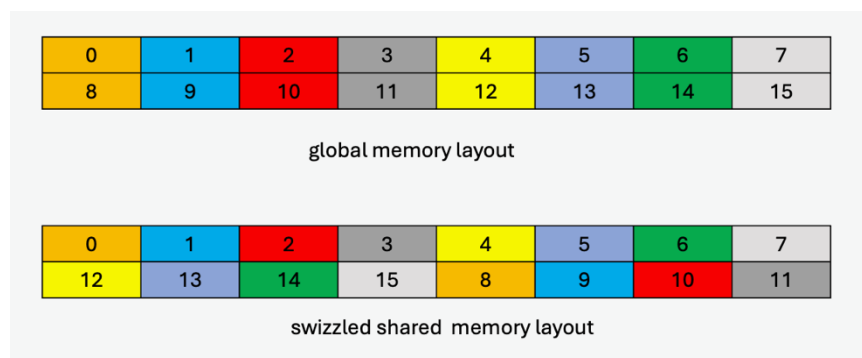 0 1 2 3 4 5 6 7
8 9 10 11 12 13 14 15
global memory layout
0 1 2 3 4 5 6 7
12 13 14 15 8 9 10 11
swizzled shared memory layout